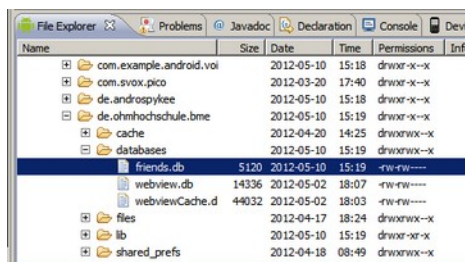 File Explorer Problems @ Javadoc Declaration Console Dev
Name Size Date Time Permissions Inf
com.example.android.voi 2012-05-10 15:18 drwxr-x--x
com.svox.pico 2012-03-20 17:40 drwxr-x--x
de.androspykee 2012-05-10 15:18 drwxr-x--x
de.ohmhochschule.bme 2012-05-10 15:19 drwxr-x--x
cache 2012-04-20 14:25 drwxrwx--x
databases 2012-05-10 15:19 drwxrwx--x
friends.db 5120 2012-05-10 15:19 -rw-rw----
webview.db 14336 2012-05-02 18:07 -rw-rw----
webviewCache.d 44032 2012-05-02 18:03 -rw-rw----
files 2012-04-17 18:24 drwxrwx--x
lib 2012-05-10 15:19 drwxr-xr-x
shared_prefs 2012-04-18 08:49 drwxrwx--x